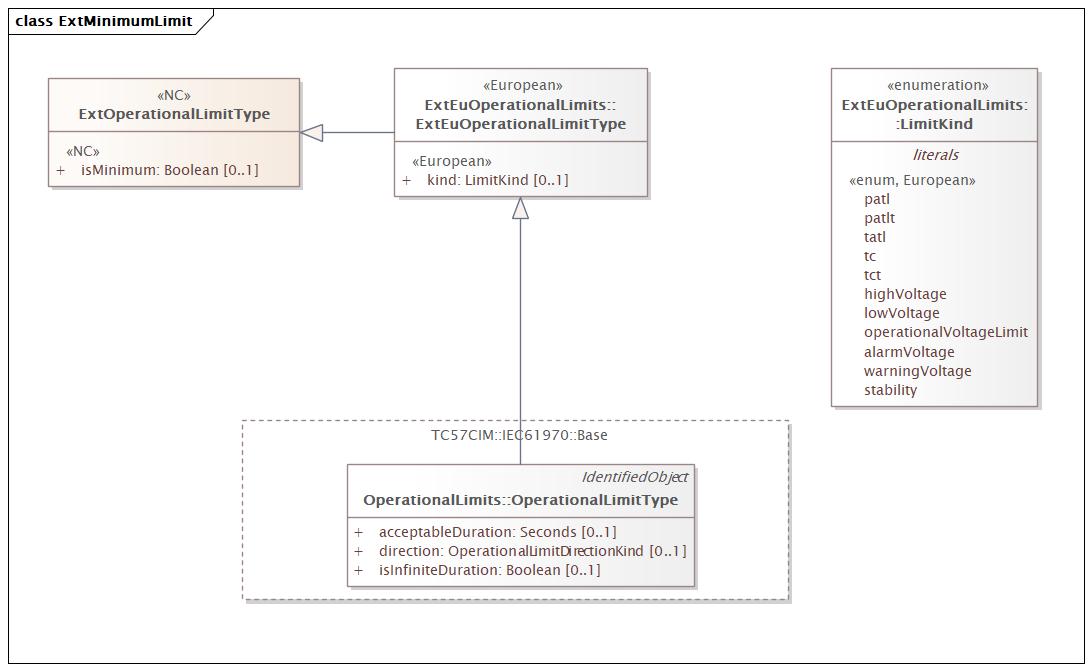 class ExtMinimumLimit
«NC»
ExtOperationalLimitType
«NC»
+ isMinimum: Boolean [0..1]
«European»
ExtEuOperationalLimits::
ExtEuOperationalLimitType
«European»
+ kind: LimitKind [0..1]
«enumeration»
ExtEuOperationalLimits:
:LimitKind
literals
«enum, European»
patl
patlt
tatl
tc
tct
highVoltage
lowVoltage
operationalVoltageLimit
alarmVoltage
warningVoltage
stability
TC57CIM::IEC61970::Base
IdentifiedObject
OperationalLimits::OperationalLimitType
+ acceptableDuration: Seconds [0..1]
+ direction: OperationalLimitDirectionKind [0..1]
+ isInfiniteDuration: Boolean [0..1]